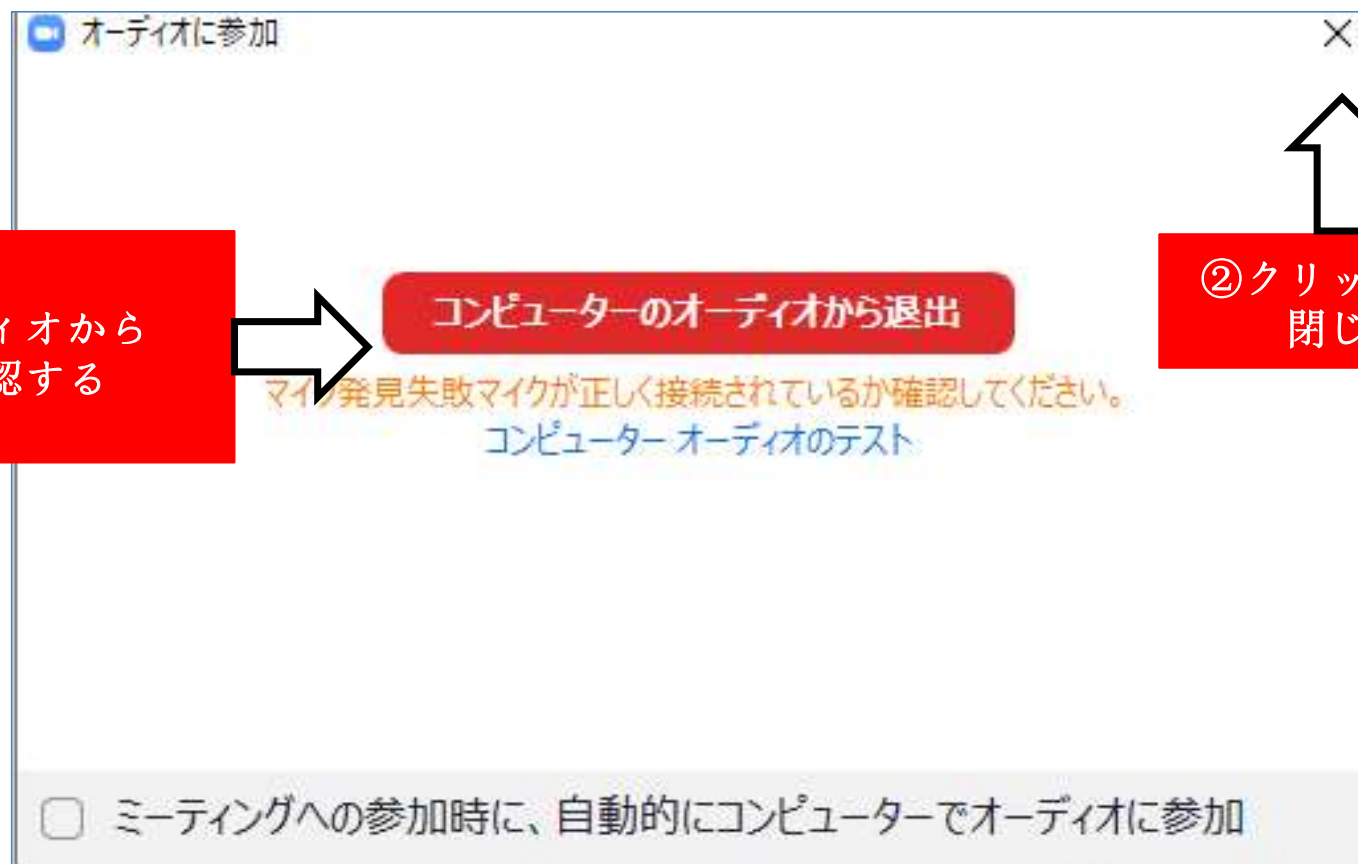 オーディオに参加
ィオから
認する
コンピューターのオーディオから退出
②クリッ
閉じ
マイク発見失敗マイクが正しく接続されているか確認してください。
コンピューター オーディオのテスト
ミーティングへの参加時に、自動的にコンピューターでオーディオに参加